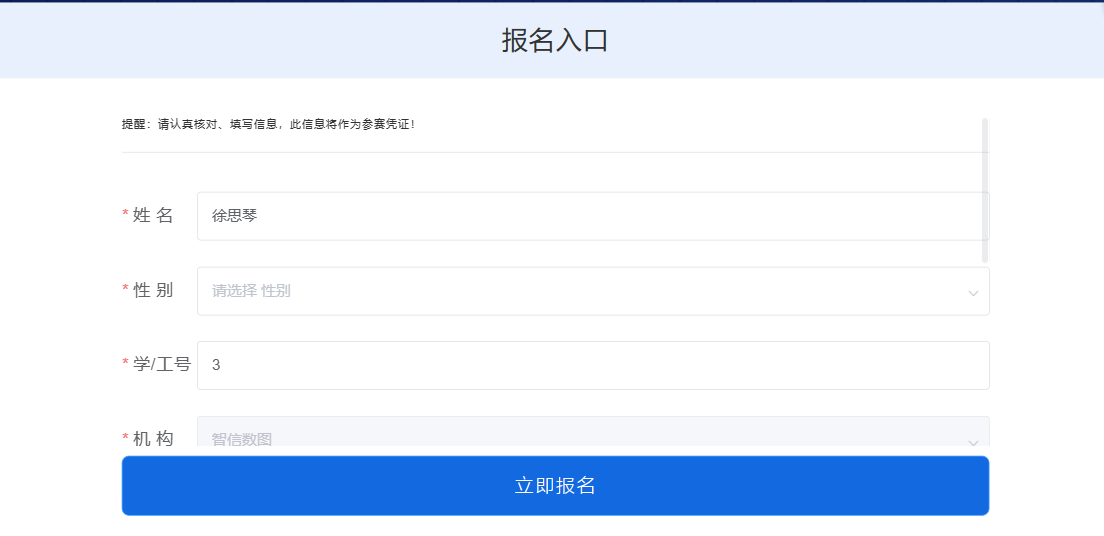 报名入口
提醒：请认真核对、填写信息，此信息将作为参赛凭证！
* 姓 名 徐思琴
* 性 别 请选择 性别
* 学/工号 3
* 机 构 智信数图
立即报名